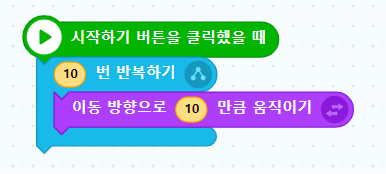 시작하기 버튼을 클릭했을 때
10 번 반복하기
이동 방향으로 10 만큼 움직이기